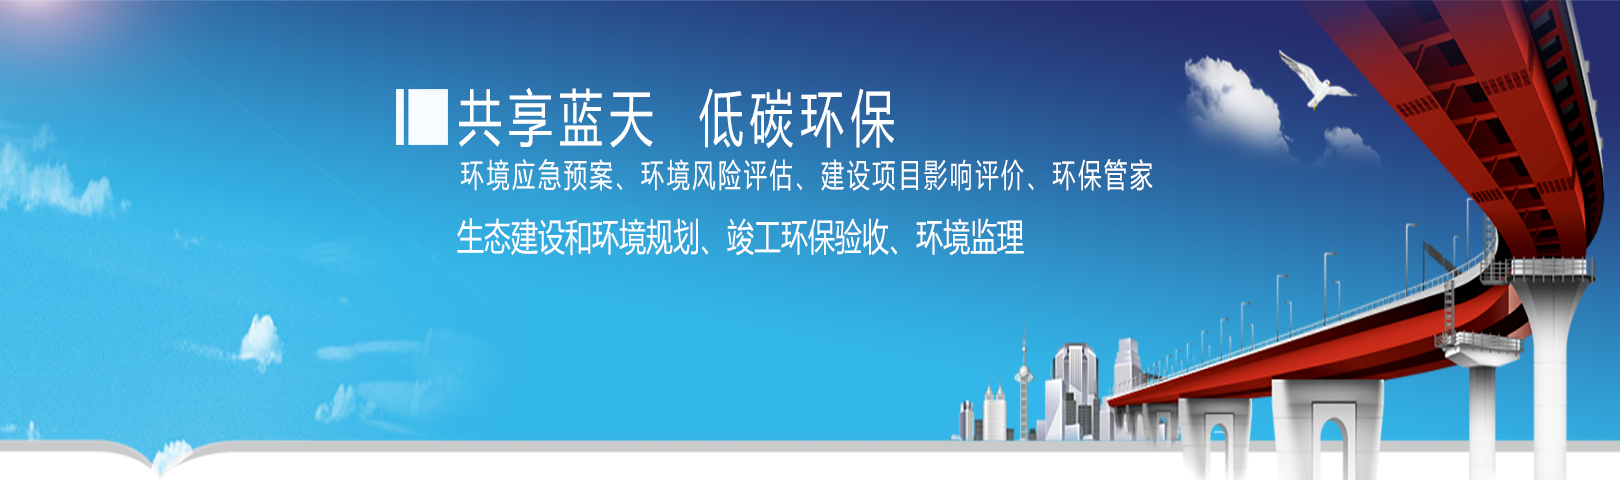 共享蓝天 低碳环保
环境应急预案、环境风险评估、建设项目影响评价、环保管家
生态建设和环境规划、竣工环保验收、环境监理